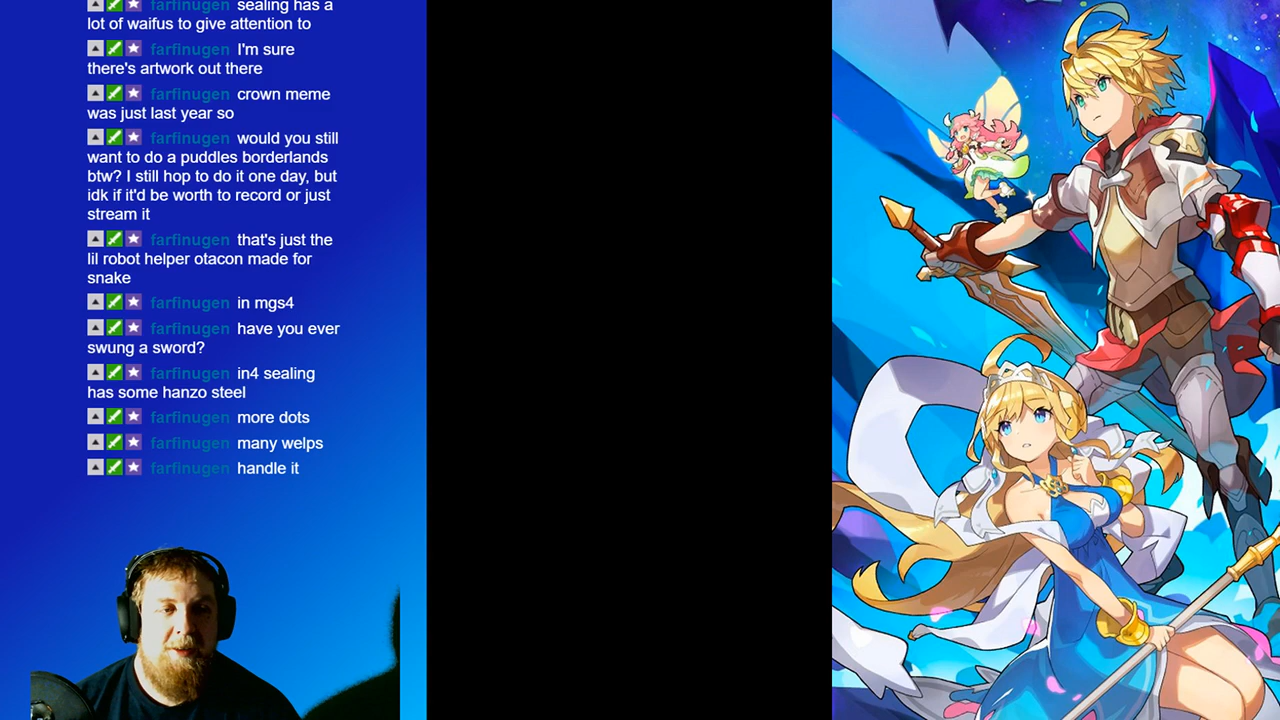 sealing has a
lot of waifus to give attention to
farfinugen I'm sure
there's artwork out there
farfinugen crown meme
was just last year so
farfinugen would you still
want to do a puddles borderlands
btw? I still hop to do it one day, but
idk if it'd be worth to record or just
stream it
farfinugen that's just the
lil robot helper otacon made for
snake
farfinugen in mgs4
farfinugen have you ever
swung a sword?
farfinugen in4 sealing
has some hanzo steel
farfinugen more dots
farfinugen many welps
farfinugen handle it